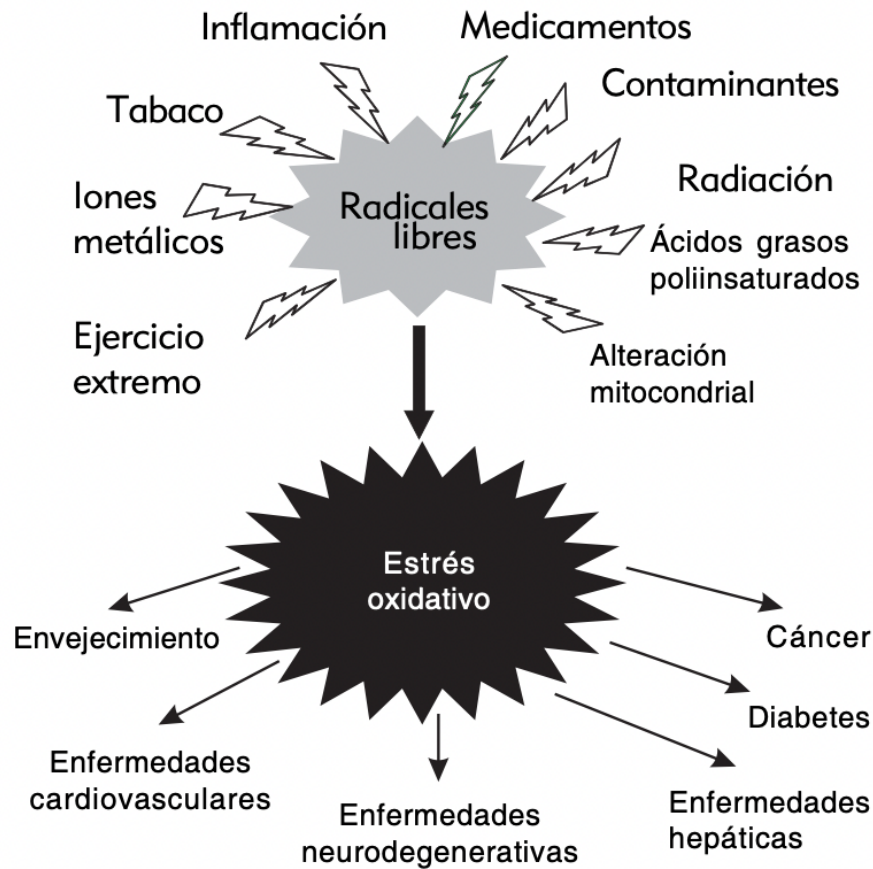 Inflamación
Medicamentos
Tabaco
Contaminantes
Iones
metálicos
Radicales
libres
Radiación
Ácidos grasos
poliinsaturados
Ejercicio
extremo
Alteración
mitocondrial
Estrés
oxidativo
Envejecimiento
Cáncer
Enfermedades
cardiovasculares
Diabetes
Enfermedades
neurodegenerativas
Enfermedades
hepáticas